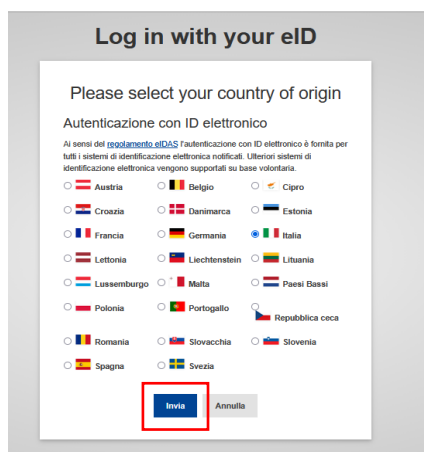 Log in with your eID
Please select your country of origin
Autenticazione con ID elettronico
Ai sensi del regolamento eIDAS l'autenticazione con ID elettronico è fornita per
tutti i sistemi di identificazione elettronica notificati. Ulteriori sistemi di
identificazione elettronica vengono supportati su base volontaria.
Austria Belgio Cipro
Croazia Danimarca Estonia
Francia Germania Italia
Lettonia Liechtenstein Lituania
Lussemburgo Malta Paesi Bassi
Polonia Portogallo Repubblica ceca
Romania Slovacchia Slovenia
Spagna Svezia
Invia Annulla